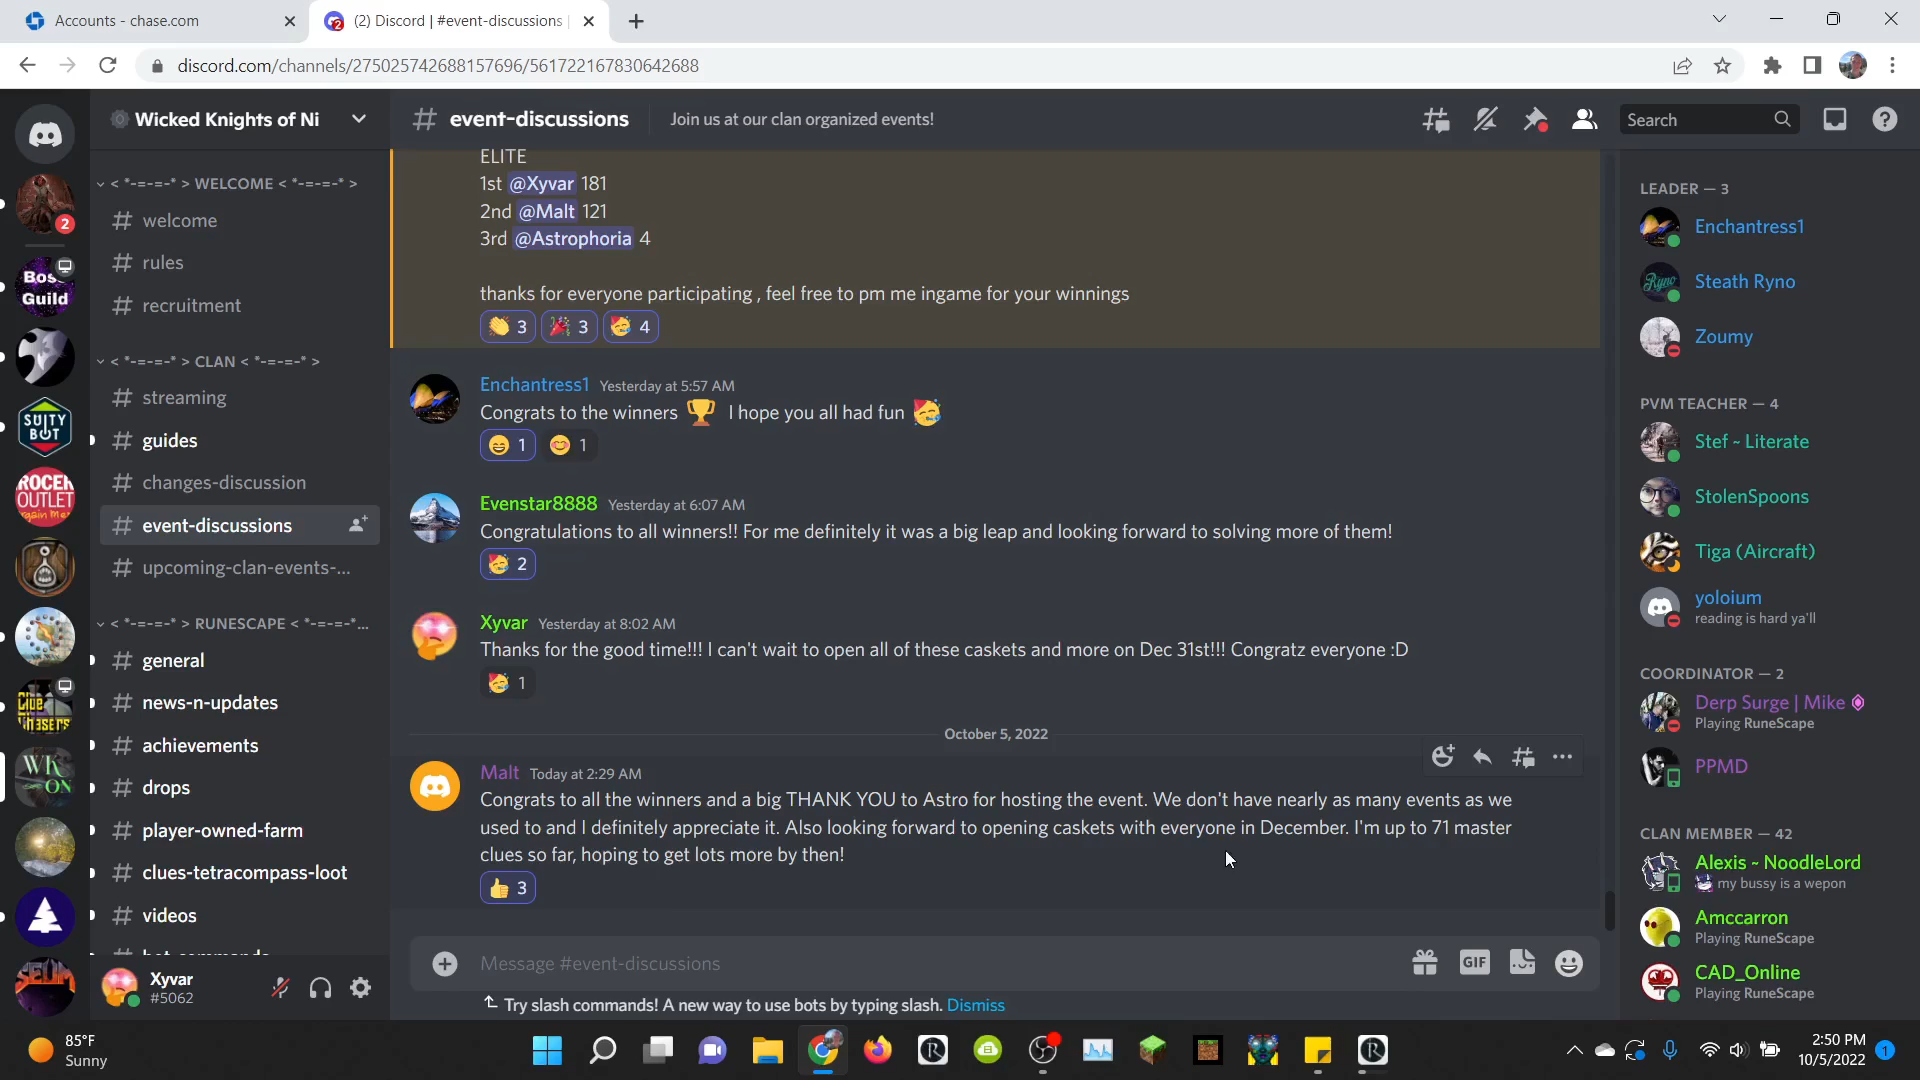 Accounts - chase.com
(2) Discord | #event-discussions
discord.com/channels/275025742688157696/561722167830642688
Wicked Knights of Ni
# event-discussions
Join us at our clan organized events!
Search
< *-=-=-* > WELCOME < *-=-=-* >
# welcome
# rules
# recruitment
< *-=-=-* > CLAN < *-=-=-* >
# streaming
# guides
# changes-discussion
# event-discussions
# upcoming-clan-events-...
< *-=-=-* > RUNESCAPE < *-=-=-*...
# general
# news-n-updates
# achievements
# drops
# player-owned-farm
# clues-tetracompass-loot
# videos
2
Guild
SUITY
BOT
OUTLET
Xyvar
#5062
ELITE
1st @Xyvar 181
2nd @Malt 121
3rd @Astrophoria 4
thanks for everyone participating , feel free to pm me ingame for your winnings
👏 3 🎉 3 🥳 4
Enchantress1 Yesterday at 5:57 AM
Congrats to the winners 🏆 I hope you all had fun 🥳
😄 1 😊 1
Evenstar8888 Yesterday at 6:07 AM
Congratulations to all winners!! For me definitely it was a big leap and looking forward to solving more of them!
🥳 2
Xyvar Yesterday at 8:02 AM
Thanks for the good time!!! I can't wait to open all of these caskets and more on Dec 31st!!! Congratz everyone :D
🥳 1
October 5, 2022
Malt Today at 2:29 AM
Congrats to all the winners and a big THANK YOU to Astro for hosting the event. We don't have nearly as many events as we
used to and I definitely appreciate it. Also looking forward to opening caskets with everyone in December. I'm up to 71 master
clues so far, hoping to get lots more by then!
👍 3
Message #event-discussions
GIF
Try slash commands! A new way to use bots by typing slash. Dismiss
LEADER — 3
Enchantress1
Steath Ryno
Zoumy
PVM TEACHER — 4
Stef ~ Literate
StolenSpoons
Tiga (Aircraft)
yoloium
reading is hard ya'll
COORDINATOR — 2
Derp Surge | Mike
Playing RuneScape
PPMD
CLAN MEMBER — 42
Alexis ~ NoodleLord
my bussy is a wepon
Amccarron
Playing RuneScape
CAD_Online
Playing RuneScape
85°F
Sunny
2:50 PM
10/5/2022
1